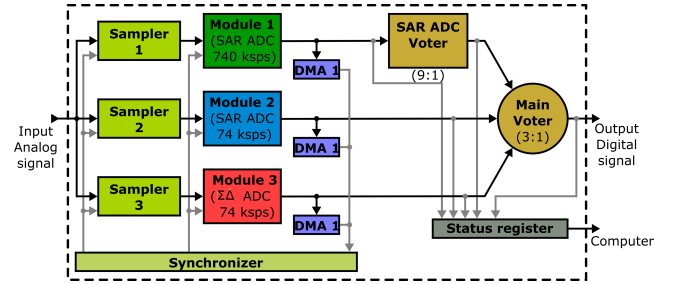 Input
Analog
signal
Sampler
1
Module 1
(SAR ADC
740 ksps)
DMA 1
SAR ADC
Voter
(9:1)
Sampler
2
Module 2
(SAR ADC
74 ksps)
DMA 1
Main
Voter
(3:1)
Output
Digital
signal
Sampler
3
Module 3
(ΣΔ ADC
74 ksps)
DMA 1
Status register
Computer
Synchronizer